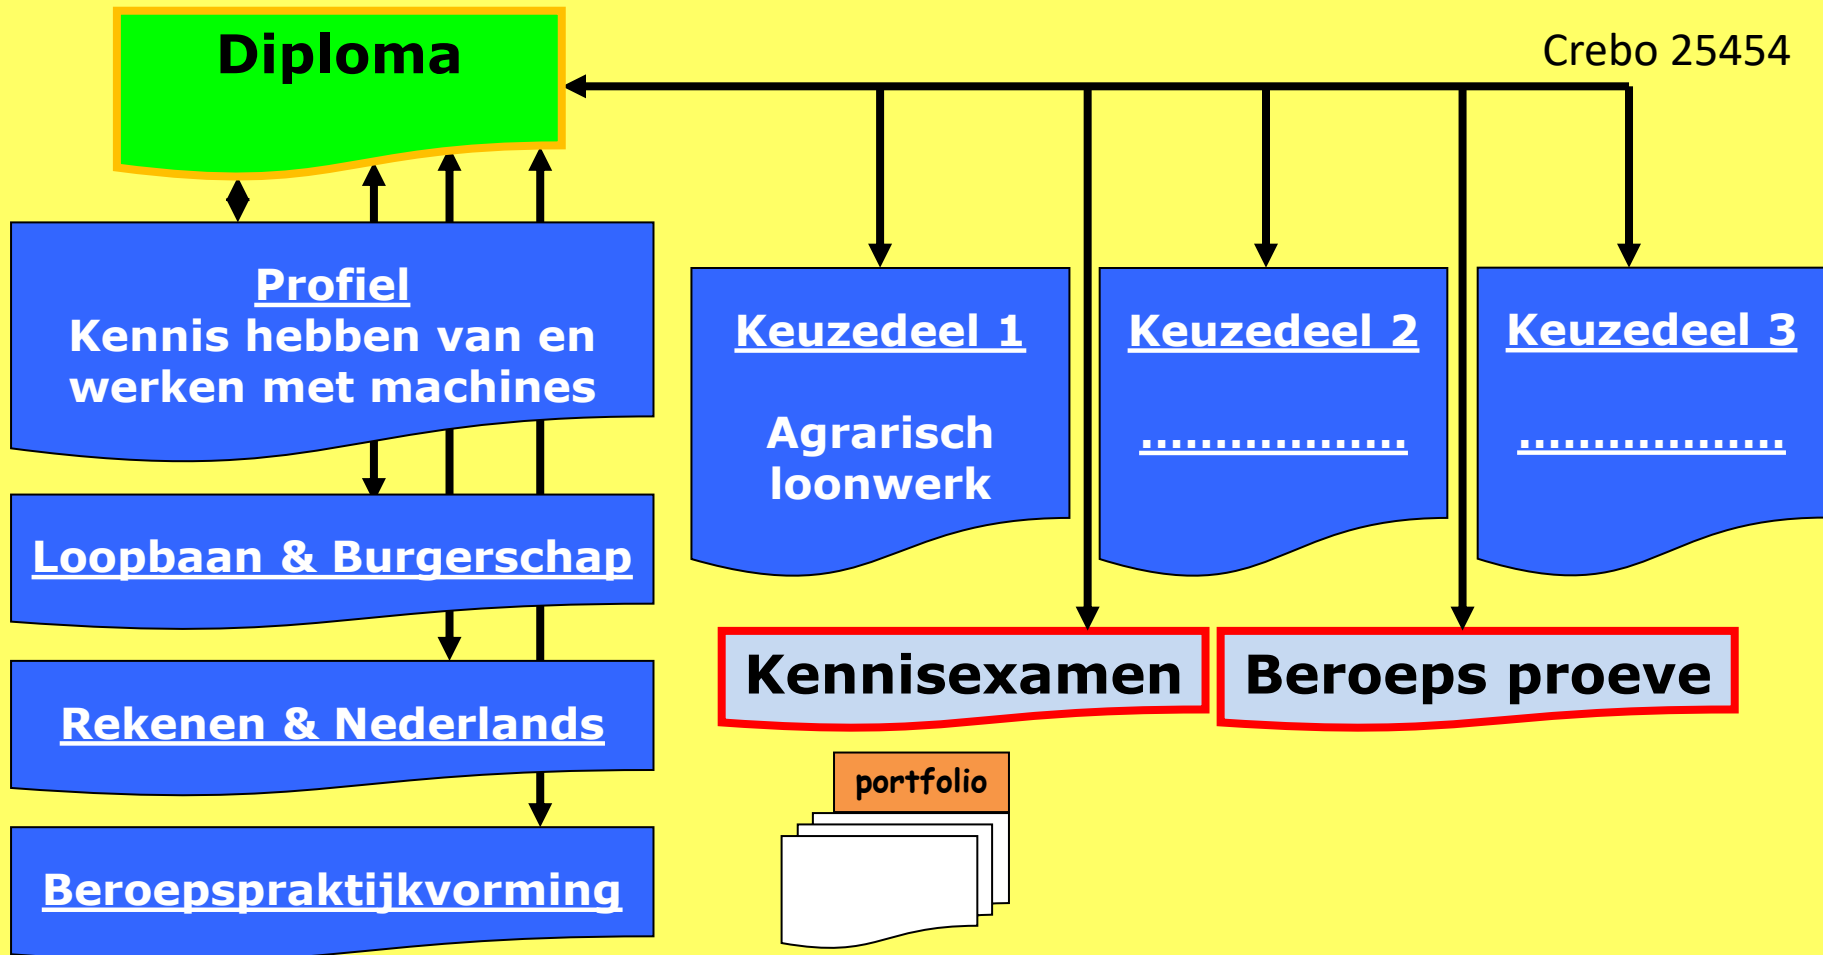 Diploma
Crebo 25454
Profiel
Kennis hebben van en
werken met machines
Loopbaan & Burgerschap
Rekenen & Nederlands
Beroepspraktijkvorming
Keuzedeel 1
Agrarisch
loonwerk
Keuzedeel 2
..................
Keuzedeel 3
..................
Kennisexamen
Beroeps proeve
portfolio